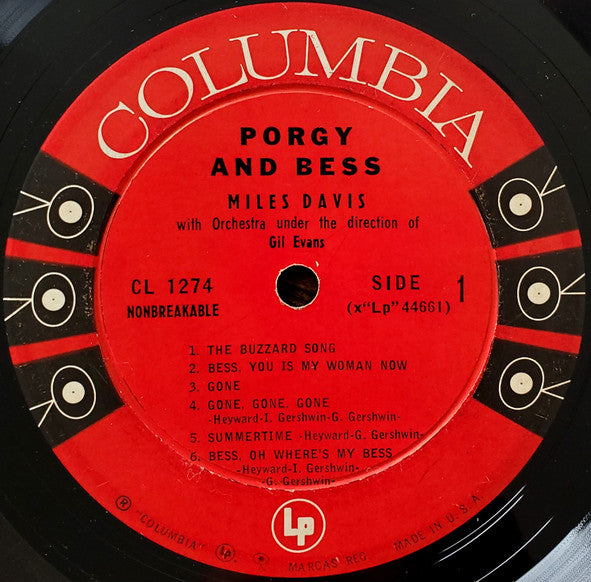 COLUMBIA
PORGY
AND BESS
MILES DAVIS
with Orchestra under the direction of
Gil Evans
CL 1274
NONBREAKABLE
SIDE 1
(x"Lp" 44661)
1. THE BUZZARD SONG
2. BESS, YOU IS MY WOMAN NOW
3. GONE
4. GONE, GONE, GONE
-Heyward-I. Gershwin-G. Gershwin-
5. SUMMERTIME -Heyward-G. Gershwin-
6. BESS, OH WHERE'S MY BESS
-Heyward-I. Gershwin-
-G. Gershwin-
Lp
® "COLUMBIA" Lp MARCAS REG. MADE IN U.S.A.